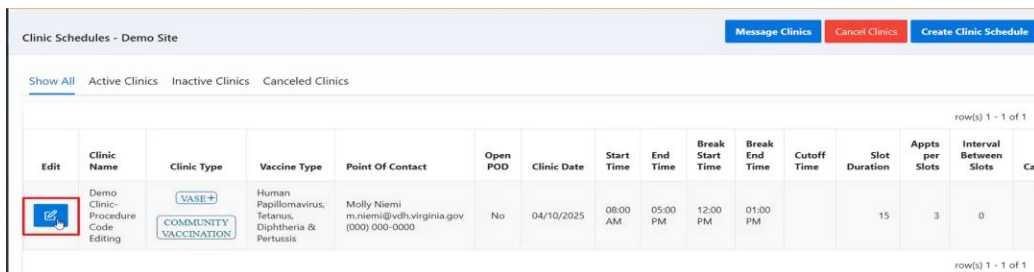 Clinic Schedules - Demo Site
Message Clinics
Cancel Clinics
Create Clinic Schedule
Show All Active Clinics Inactive Clinics Canceled Clinics
row(s) 1 - 1 of 1
Edit
Clinic Name
Clinic Type
Vaccine Type
Point Of Contact
Open POD
Clinic Date
Start Time
End Time
Break Start Time
Break End Time
Cutoff Time
Slot Duration
Appts per Slots
Interval Between Slots
Ca
Demo
Clinic-
Procedure
Code
Editing
VASE+
COMMUNITY
VACCINATION
Human
Papillomavirus,
Tetanus,
Diphtheria &
Pertussis
Molly Niemi
m.niemi@vdh.virginia.gov
(000) 000-0000
No
04/10/2025
08:00 AM
05:00 PM
12:00 PM
01:00 PM
15
3
0
row(s) 1 - 1 of 1